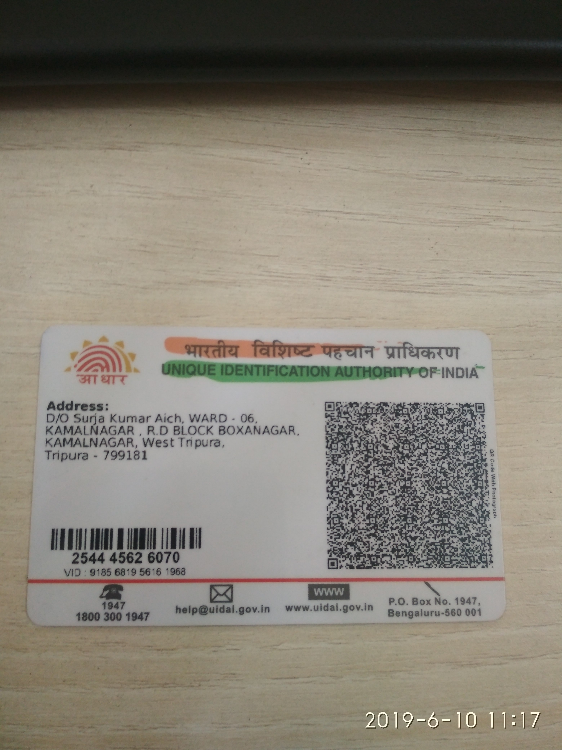 भारतीय विशिष्ट पहचान प्राधिकरण
UNIQUE IDENTIFICATION AUTHORITY OF INDIA
आधार
Address:
D/O Surja Kumar Aich, WARD - 06,
KAMALNAGAR , R.D BLOCK BOXANAGAR,
KAMALNAGAR, West Tripura,
Tripura - 799181
2544 4562 6070
VID : 9185 6819 5616 1968
1947
1800 300 1947
help@uidai.gov.in
WWW
www.uidai.gov.in
P.O. Box No. 1947,
Bengaluru-560 001
2019-6-10 11:17